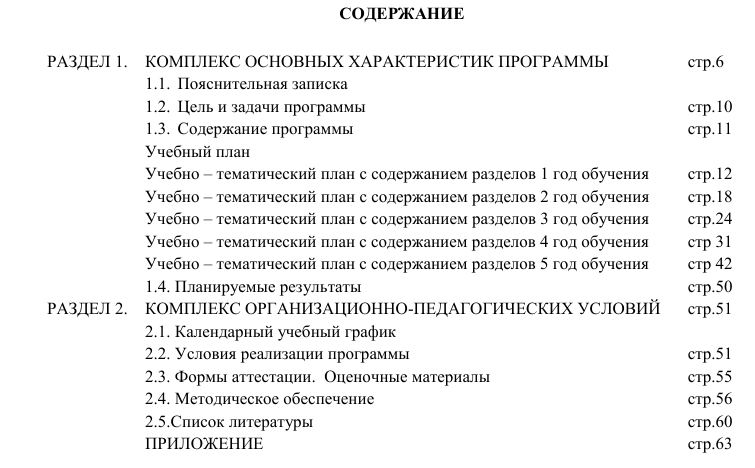 СОДЕРЖАНИЕ
РАЗДЕЛ 1. КОМПЛЕКС ОСНОВНЫХ ХАРАКТЕРИСТИК ПРОГРАММЫ стр.6
1.1. Пояснительная записка
1.2. Цель и задачи программы стр.10
1.3. Содержание программы стр.11
Учебный план
Учебно – тематический план с содержанием разделов 1 год обучения стр.12
Учебно – тематический план с содержанием разделов 2 год обучения стр.18
Учебно – тематический план с содержанием разделов 3 год обучения стр.24
Учебно – тематический план с содержанием разделов 4 год обучения стр 31
Учебно – тематический план с содержанием разделов 5 год обучения стр 42
1.4. Планируемые результаты стр.50
РАЗДЕЛ 2. КОМПЛЕКС ОРГАНИЗАЦИОННО-ПЕДАГОГИЧЕСКИХ УСЛОВИЙ стр.51
2.1. Календарный учебный график
2.2. Условия реализации программы стр.51
2.3. Формы аттестации. Оценочные материалы стр.55
2.4. Методическое обеспечение стр.56
2.5.Список литературы стр.60
ПРИЛОЖЕНИЕ стр.63